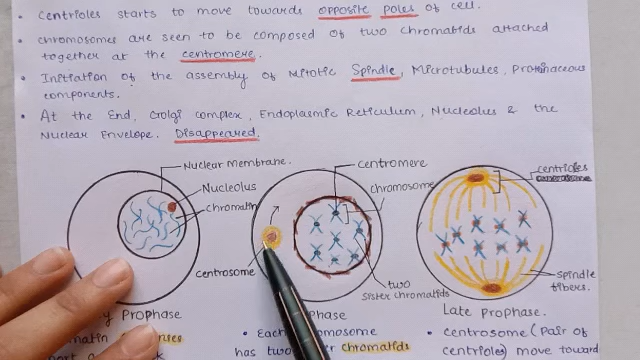 • Centrioles starts to move towards opposite poles of cell.
• chromosomes are seen to be composed of two chromatids attached
together at the centromere.
• Initiation of the assembly of Mitotic Spindle, Microtubules, Proteinaceous
components.
• At the End, Golgi complex, Endoplasmic Reticulum, Nucleolus & the
Nuclear Envelope. Disappeared.
Nuclear membrane.
Nucleolus
chromatin
centrosome
centromere
chromosome
two
sister chromatids
centrioles
spindle
fibers.
Prophase
phase
Late Prophase.
• Each chromosome
has two chromatids
• centrosome (pair of
centrioles) move toward